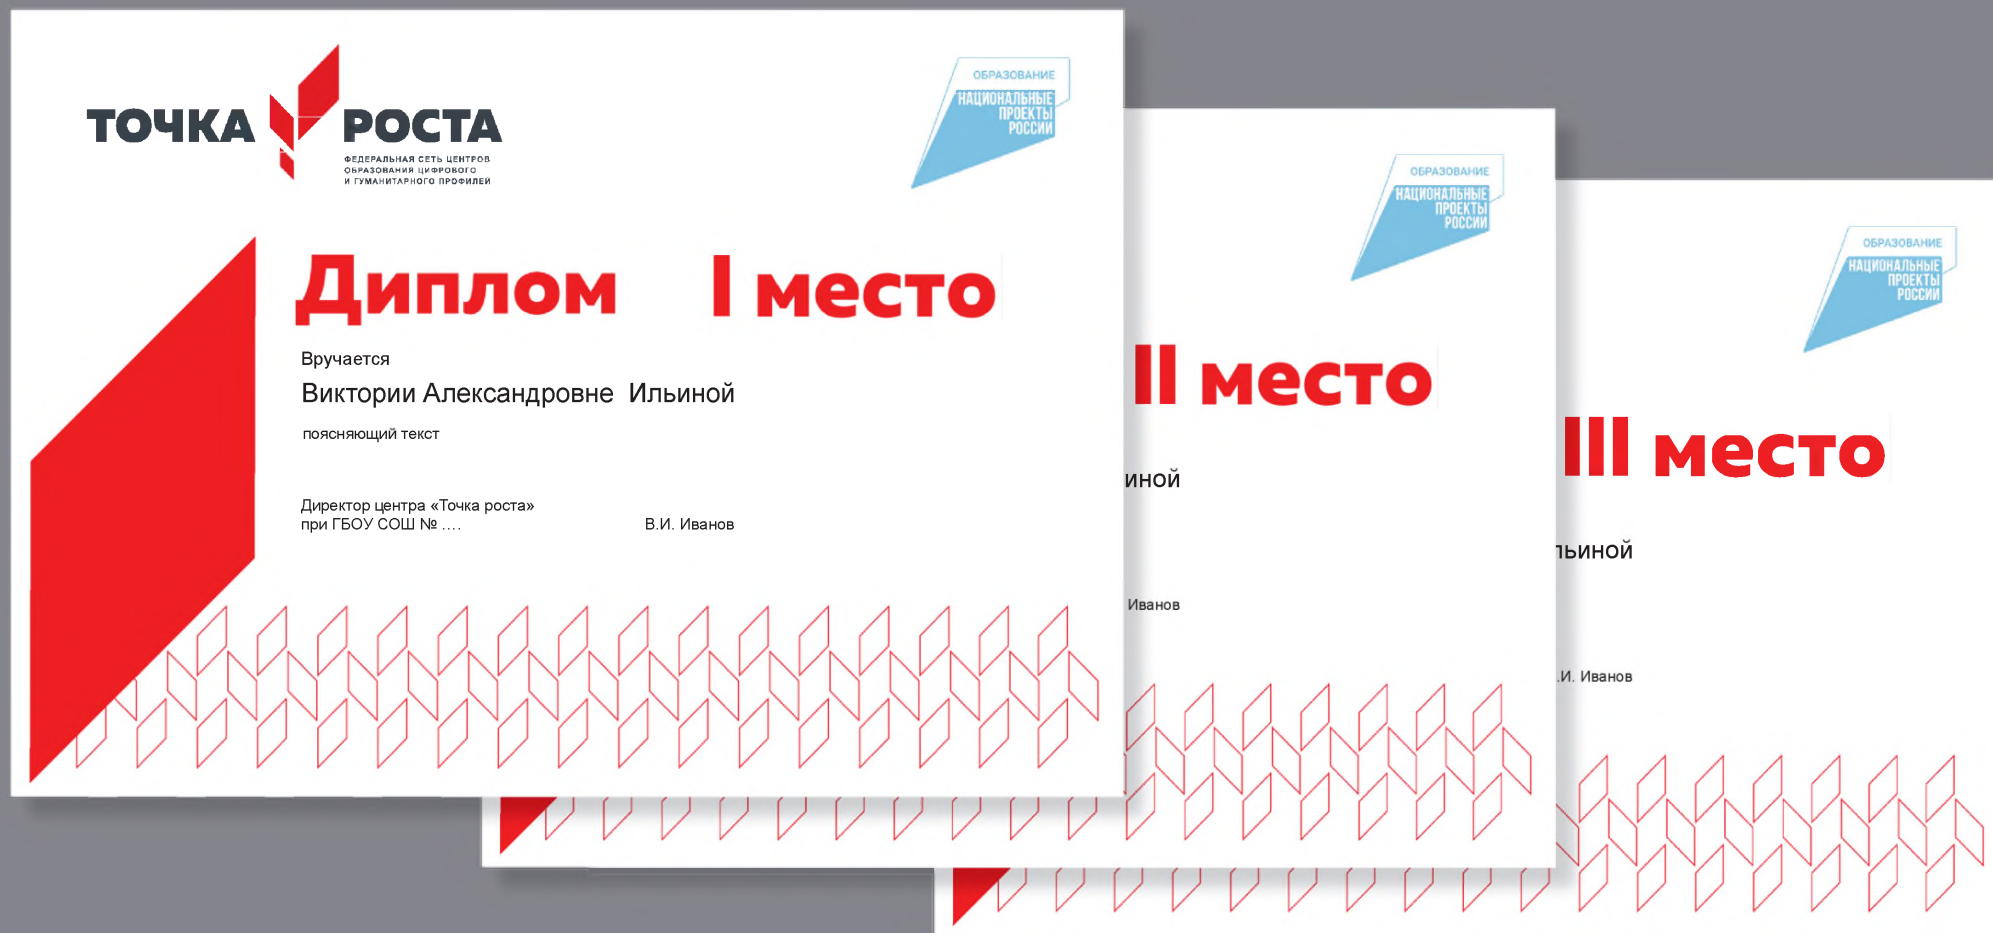 ТОЧКА РОСТА
ФЕДЕРАЛЬНАЯ СЕТЬ ЦЕНТРОВ
ОБРАЗОВАНИЯ ЦИФРОВОГО
И ГУМАНИТАРНОГО ПРОФИЛЕЙ
ОБРАЗОВАНИЕ
НАЦИОНАЛЬНЫЕ
ПРОЕКТЫ
РОССИИ
Диплом I место
Вручается
Виктории Александровне Ильиной
поясняющий текст
Директор центра «Точка роста»
при ГБОУ СОШ № .... В.И. Иванов
ОБРАЗОВАНИЕ
НАЦИОНАЛЬНЫЕ
ПРОЕКТЫ
РОССИИ
II место
иной
Иванов
ОБРАЗОВАНИЕ
НАЦИОНАЛЬНЫЕ
ПРОЕКТЫ
РОССИИ
III место
льиной
.И. Иванов